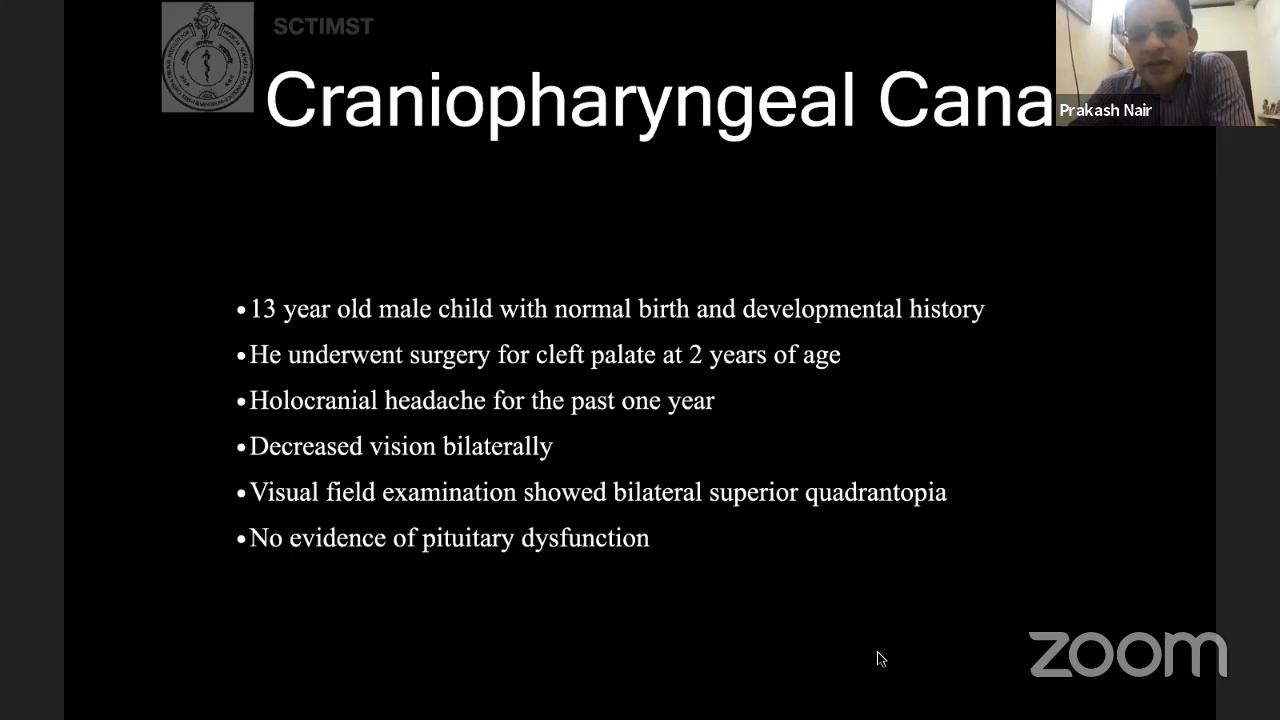 SCTIMST
Craniopharyngeal Cana
Prakash Nair
•13 year old male child with normal birth and developmental history
•He underwent surgery for cleft palate at 2 years of age
•Holocranial headache for the past one year
•Decreased vision bilaterally
•Visual field examination showed bilateral superior quadrantopia
•No evidence of pituitary dysfunction
zoom